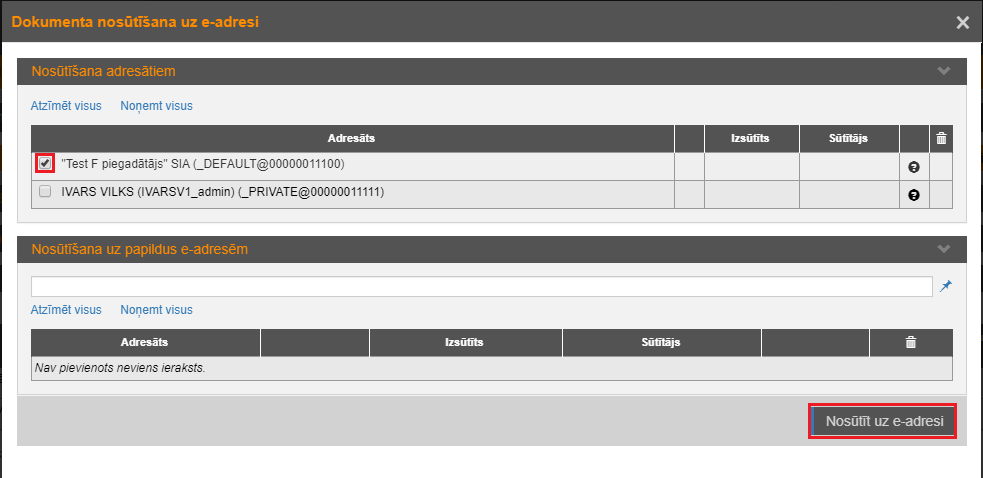 Dokumenta nosūtīšana uz e-adresi
Nosūtīšana adresātiem
Atzīmēt visus Noņemt visus
Adresāts Izsūtīts Sūtītājs
"Test F piegādātājs" SIA (_DEFAULT@00000011100)
IVARS VILKS (IVARSV1_admin) (_PRIVATE@00000011111)
Nosūtīšana uz papildus e-adresēm
Atzīmēt visus Noņemt visus
Adresāts Izsūtīts Sūtītājs
Nav pievienots neviens ieraksts.
Nosūtīt uz e-adresi